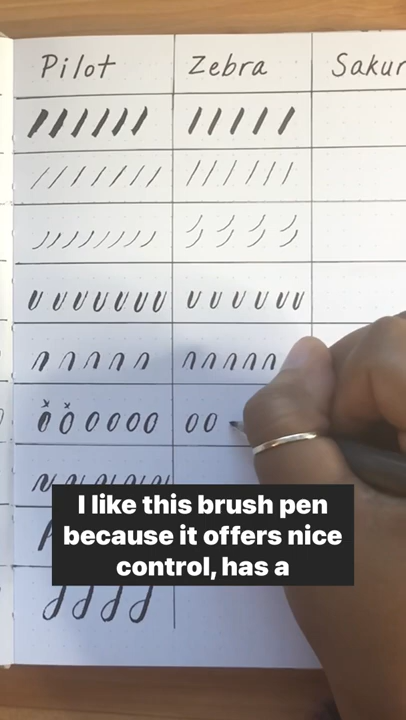 Pilot Zebra Sakur
I like this brush pen
because it offers nice
control, has a